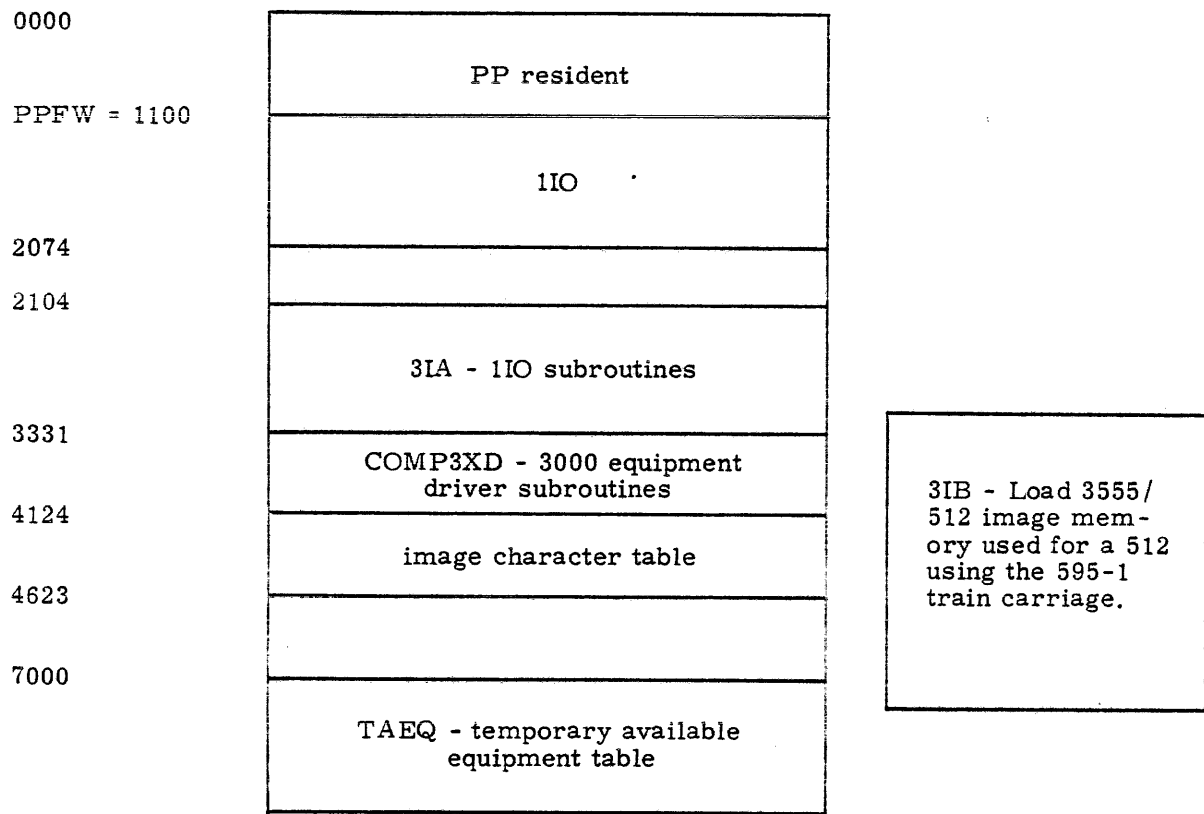 0000
PP resident
PPFW = 1100
1IO
2074
2104
3IA - 1IO subroutines
3331
COMP3XD - 3000 equipment
driver subroutines
4124
image character table
4623
7000
TAEQ - temporary available
equipment table
3IB - Load 3555/
512 image mem-
ory used for a 512
using the 595-1
train carriage.